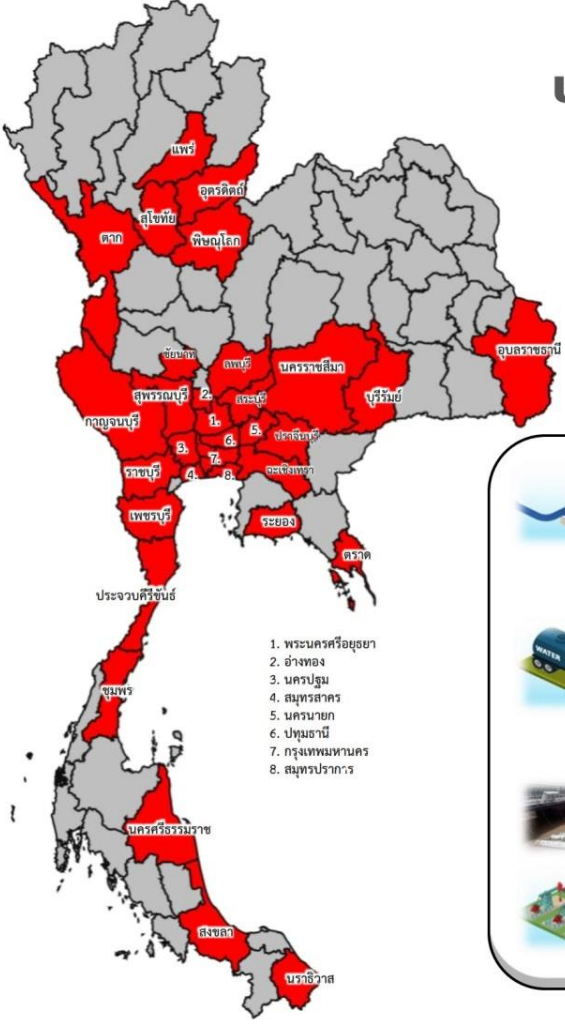 แพร่
อุตรดิตถ์
สุโขทัย
ตาก
พิษณุโลก
อุบลราชธานี
ชัยนาท
ลพบุรี
นครราชสีมา
สุพรรณบุรี
2.
สระบุรี
บุรีรัมย์
กาญจนบุรี
1.
5.
ปราจีนบุรี
6.
3.
7.
ราชบุรี
4.
8.
ฉะเชิงเทรา
เพชรบุรี
ระยอง
ตราด
ประจวบคีรีขันธ์
1. พระนครศรีอยุธยา
2. อ่างทอง
3. นครปฐม
4. สมุทรสาคร
5. นครนายก
6. ปทุมธานี
7. กรุงเทพมหานคร
8. สมุทรปราการ
ชุมพร
นครศรีธรรมราช
สงขลา
นราธิวาส
WATER